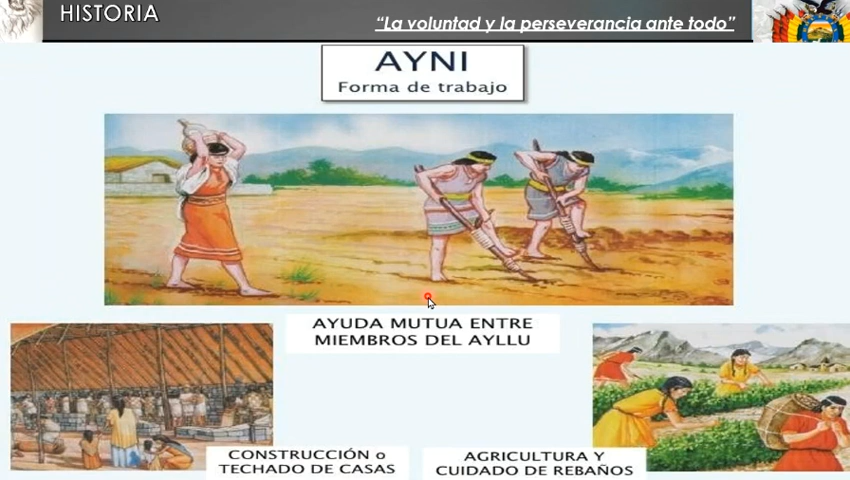 HISTORIA
“La voluntad y la perseverancia ante todo”
AYNI
Forma de trabajo
AYUDA MUTUA ENTRE
MIEMBROS DEL AYLLU
CONSTRUCCIÓN o
TECHADO DE CASAS
AGRICULTURA Y
CUIDADO DE REBAÑOS